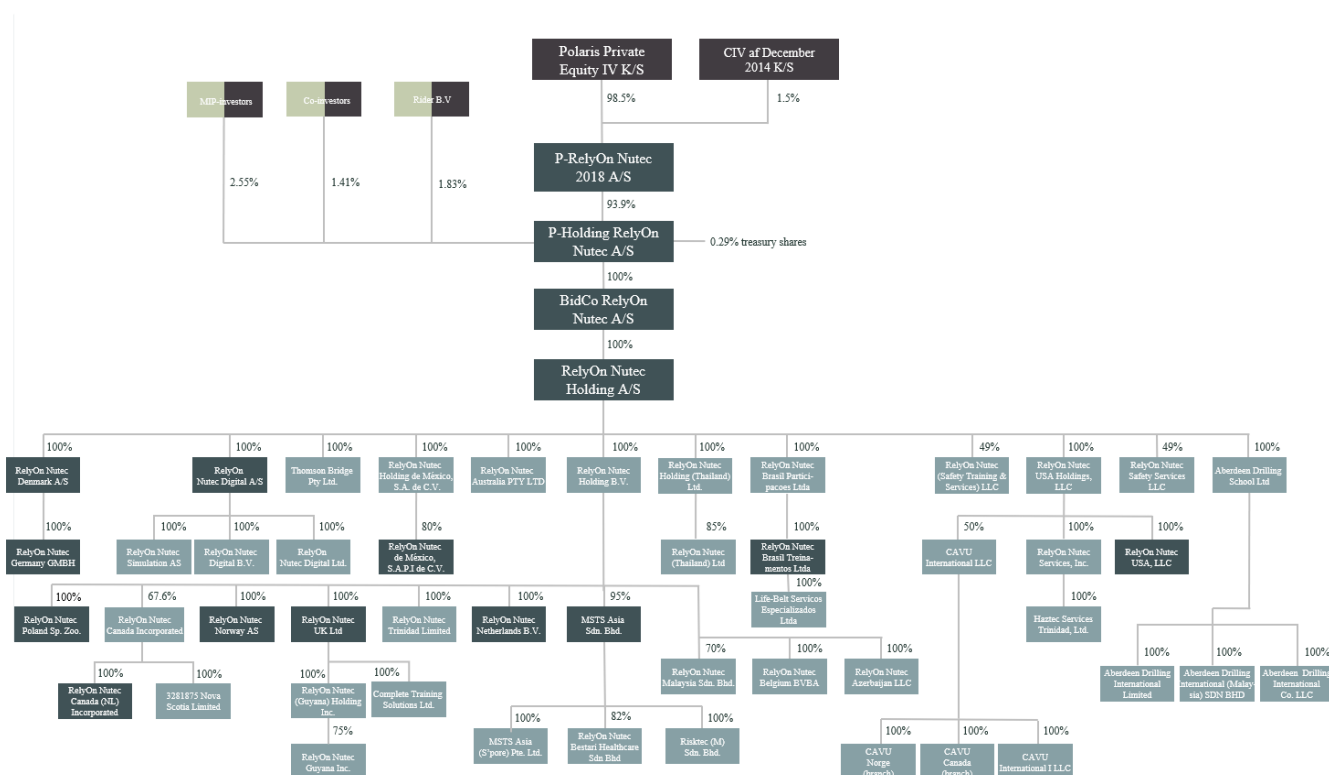 Polaris Private
Equity IV K/S
CIV af December
2014 K/S
98.5%
1.5%
MIP-investors
Co-investors
Rider B.V
2.55%
1.41%
1.83%
P-RelyOn Nutec
2018 A/S
93.9%
P-Holding RelyOn
Nutec A/S
0.29% treasury shares
100%
BidCo RelyOn
Nutec A/S
100%
RelyOn Nutec
Holding A/S
100%
100%
100%
100%
100%
100%
100%
100%
49%
100%
49%
100%
RelyOn Nutec
Denmark A/S
RelyOn
Nutec Digital A/S
Thomson Bridge
Pty Ltd.
RelyOn Nutec
Holding de México,
S.A. de C.V.
RelyOn Nutec
Australia PTY LTD
RelyOn Nutec
Holding B.V.
RelyOn Nutec
Holding (Thailand)
Ltd.
RelyOn Nutec
Brasil Partici-
pacoes Ltda
RelyOn Nutec
(Safety Training &
Services) LLC
RelyOn Nutec
USA Holdings,
LLC
RelyOn Nutec
Safety Services
LLC
Aberdeen Drilling
School Ltd
100%
100%
100%
100%
80%
85%
100%
50%
100%
100%
RelyOn Nutec
Germany GMBH
RelyOn Nutec
Simulation AS
RelyOn Nutec
Digital B.V.
RelyOn
Nutec Digital Ltd.
RelyOn Nutec
de México,
S.A.P.I de C.V.
RelyOn Nutec
(Thailand) Ltd
RelyOn Nutec
Brasil Treina-
mentos Ltda
CAVU
International LLC
RelyOn Nutec
Services, Inc.
RelyOn Nutec
USA, LLC
100%
Life-Belt Servicos
Especializados
Ltda
100%
Haztec Services
Trinidad, Ltd.
100%
67.6%
100%
100%
100%
100%
95%
RelyOn Nutec
Poland Sp. Zoo.
RelyOn Nutec
Canada Incorporated
RelyOn Nutec
Norway AS
RelyOn Nutec
UK Ltd
RelyOn Nutec
Trinidad Limited
RelyOn Nutec
Netherlands B.V.
MSTS Asia
Sdn. Bhd.
70%
100%
100%
RelyOn Nutec
Malaysia Sdn. Bhd.
RelyOn Nutec
Belgium BVBA
RelyOn Nutec
Azerbaijan LLC
100%
100%
100%
Aberdeen Drilling
International
Limited
Aberdeen Drilling
International (Malay-
sia) SDN BHD
Aberdeen Drilling
International
Co. LLC
100%
100%
100%
100%
RelyOn Nutec
Canada (NL)
Incorporated
3281875 Nova
Scotia Limited
RelyOn Nutec
(Guyana) Holding
Inc.
Complete Training
Solutions Ltd.
75%
RelyOn Nutec
Guyana Inc.
100%
82%
100%
MSTS Asia
(S'pore) Pte. Ltd.
RelyOn Nutec
Bestari Healthcare
Sdn Bhd
Risktec (M)
Sdn. Bhd.
100%
100%
100%
CAVU
Norge
(branch)
CAVU
Canada
(branch)
CAVU
International I LLC